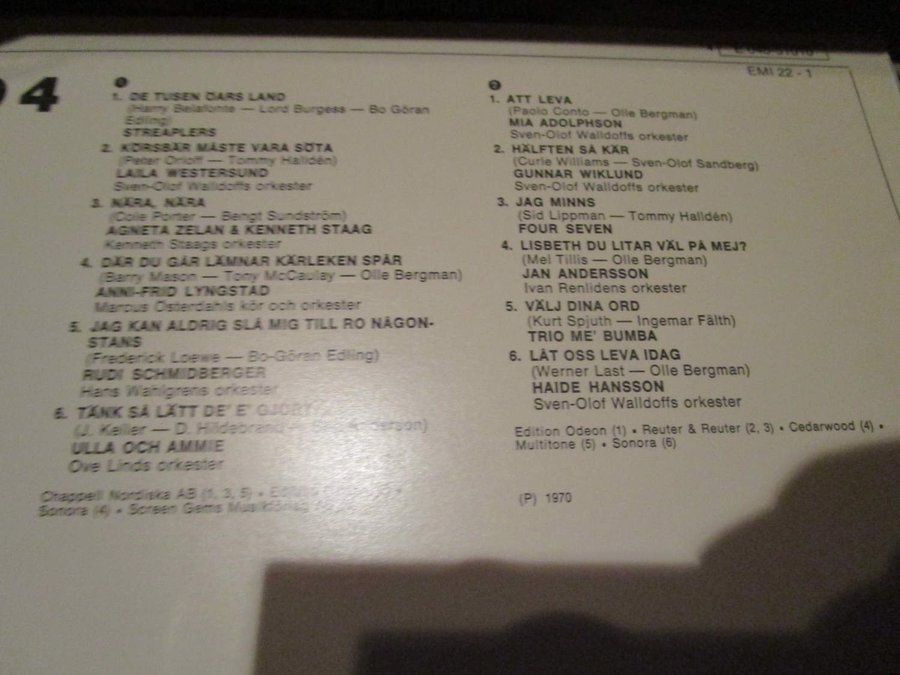 4
EMI 22 - 1
1. DE TUSEN ÖARS LAND
(Harry Belafonte — Lord Burgess — Bo Göran
Edling)
STREAPLERS
2. KÖRSBÄR MÅSTE VARA SÖTA
(Peter Orloff — Tommy Halldén)
LAILA WESTERSUND
Sven-Olof Walldoffs orkester
3. NÄRA, NÄRA
(Cole Porter — Bengt Sundström)
AGNETA ZELAN & KENNETH STAAG
Kenneth Staags orkester
4. DÄR DU GÅR LÄMNAR KÄRLEKEN SPÅR
(Barry Mason — Tony McCaulay — Olle Bergman)
ANNI-FRID LYNGSTAD
Marcus Österdahls kör och orkester
5. JAG KAN ALDRIG SLÅ MIG TILL RO NÅGON-
STANS
(Frederick Loewe — Bo-Göran Edling)
RUDI SCHMIDBERGER
Hans Wahlgrens orkester
6. TÄNK SÅ LÄTT DE' E'
(J. Keller — D. Hildebrand
ULLA OCH AMMIE
Ove Linds orkester
Chappell Nordiska AB (1, 3, 5) •
Sonora (4) • Screen Gems
1. ATT LEVA
(Paolo Conto — Olle Bergman)
MIA ADOLPHSON
Sven-Olof Walldoffs orkester
2. HÄLFTEN SÅ KÄR
(Curle Williams — Sven-Olof Sandberg)
GUNNAR WIKLUND
Sven-Olof Walldoffs orkester
3. JAG MINNS
(Sid Lippman — Tommy Halldén)
FOUR SEVEN
4. LISBETH DU LITAR VÄL PÅ MEJ?
(Mel Tillis — Olle Bergman)
JAN ANDERSSON
Ivan Renlidens orkester
5. VÄLJ DINA ORD
(Kurt Spjuth — Ingemar Fälth)
TRIO ME' BUMBA
6. LÅT OSS LEVA IDAG
(Werner Last — Olle Bergman)
HAIDE HANSSON
Sven-Olof Walldoffs orkester
Edition Odeon (1) • Reuter & Reuter (2, 3) • Cedarwood (4) •
Multitone (5) • Sonora (6)
(P) 1970